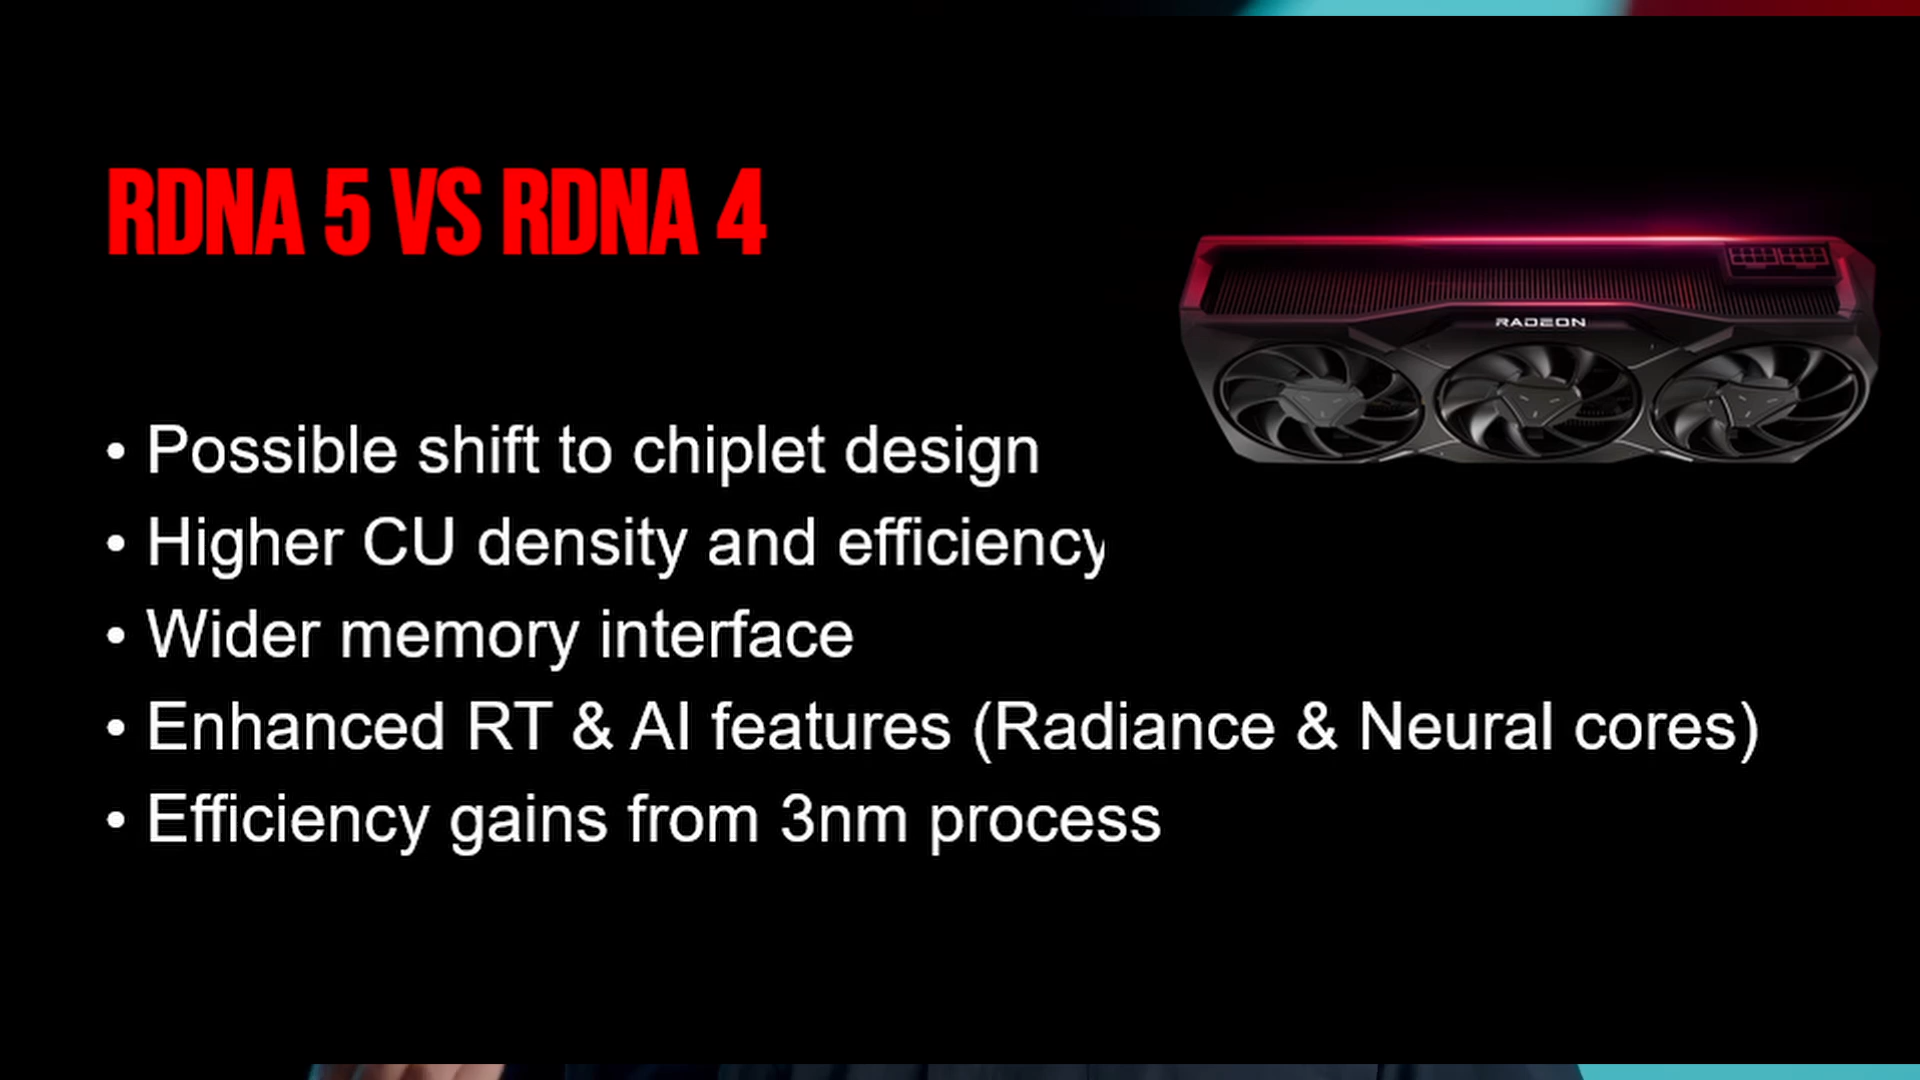 RDNA 5 VS RDNA 4
RADEON
• Possible shift to chiplet design
• Higher CU density and efficiency
• Wider memory interface
• Enhanced RT & AI features (Radiance & Neural cores)
• Efficiency gains from 3nm process